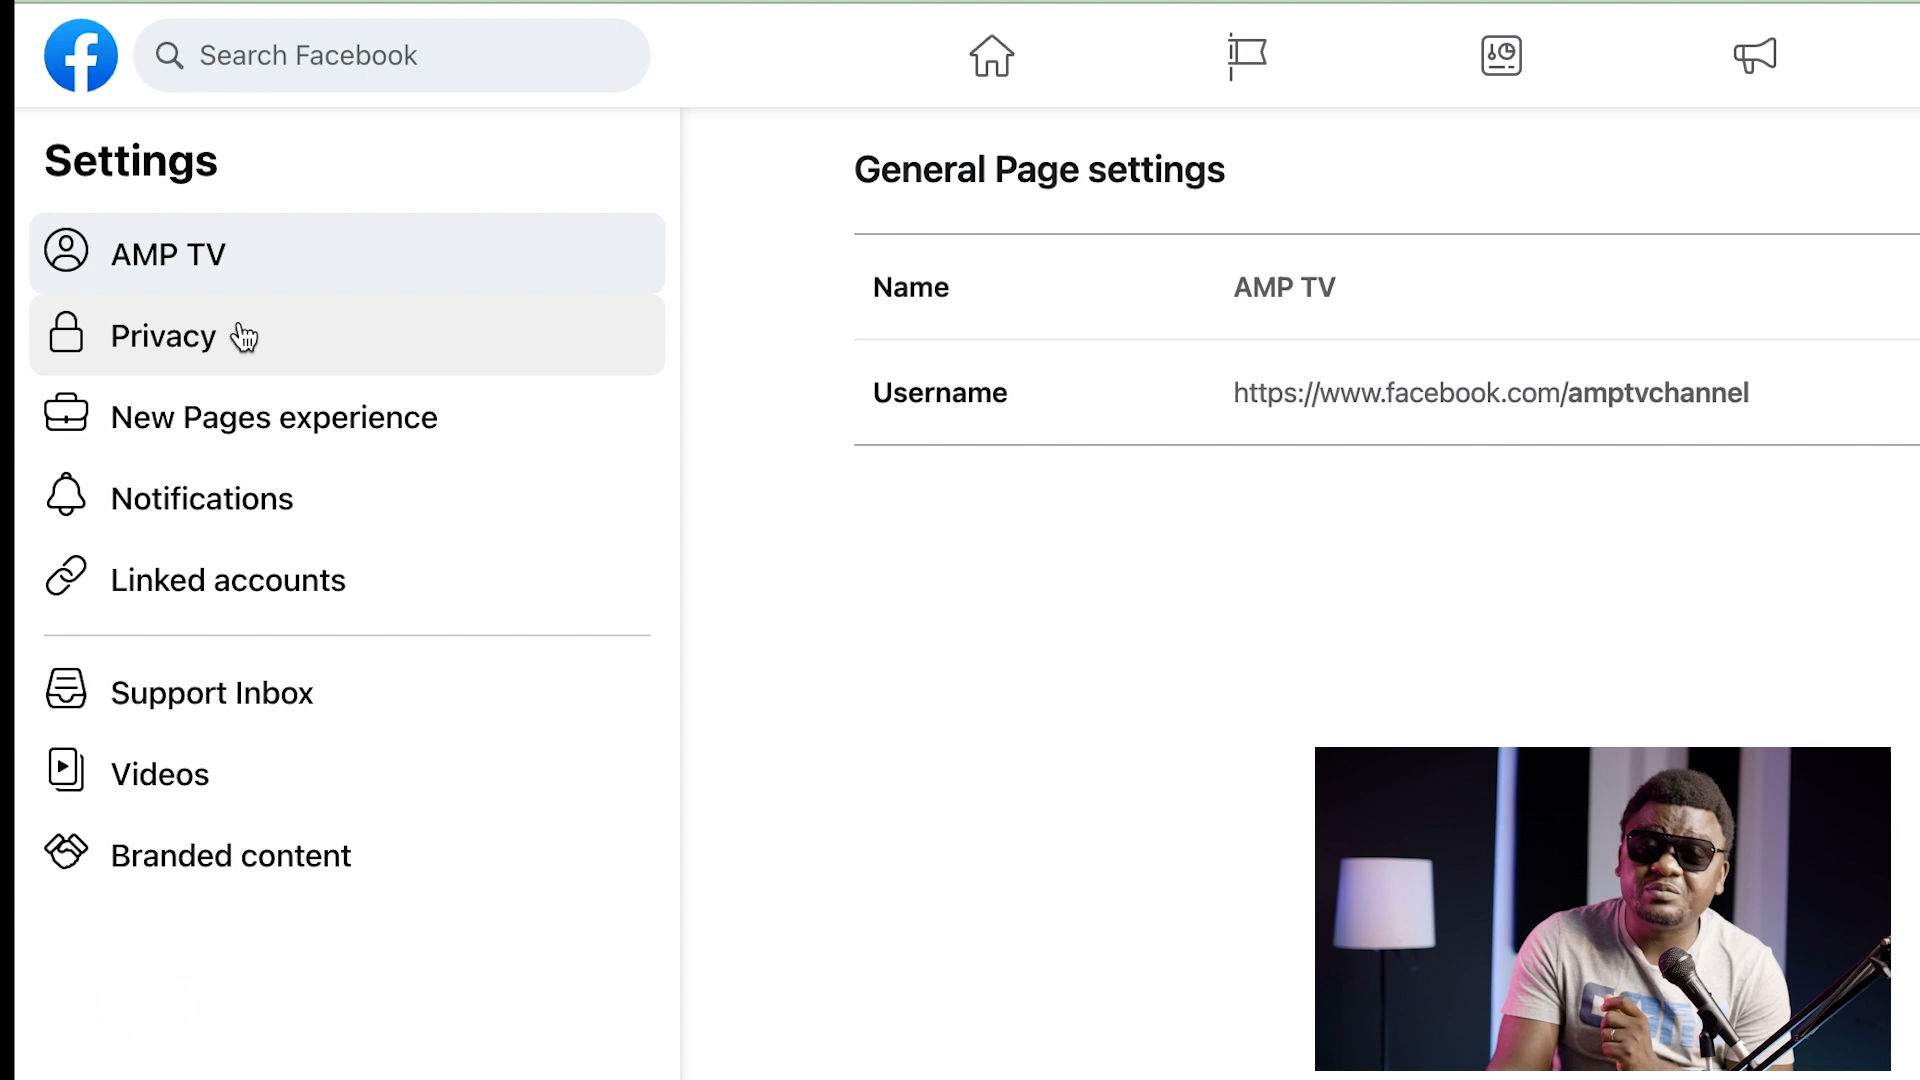 Search Facebook
Settings
AMP TV
Privacy
New Pages experience
Notifications
Linked accounts
Support Inbox
Videos
Branded content
General Page settings
Name AMP TV
Username https://www.facebook.com/amptvchannel